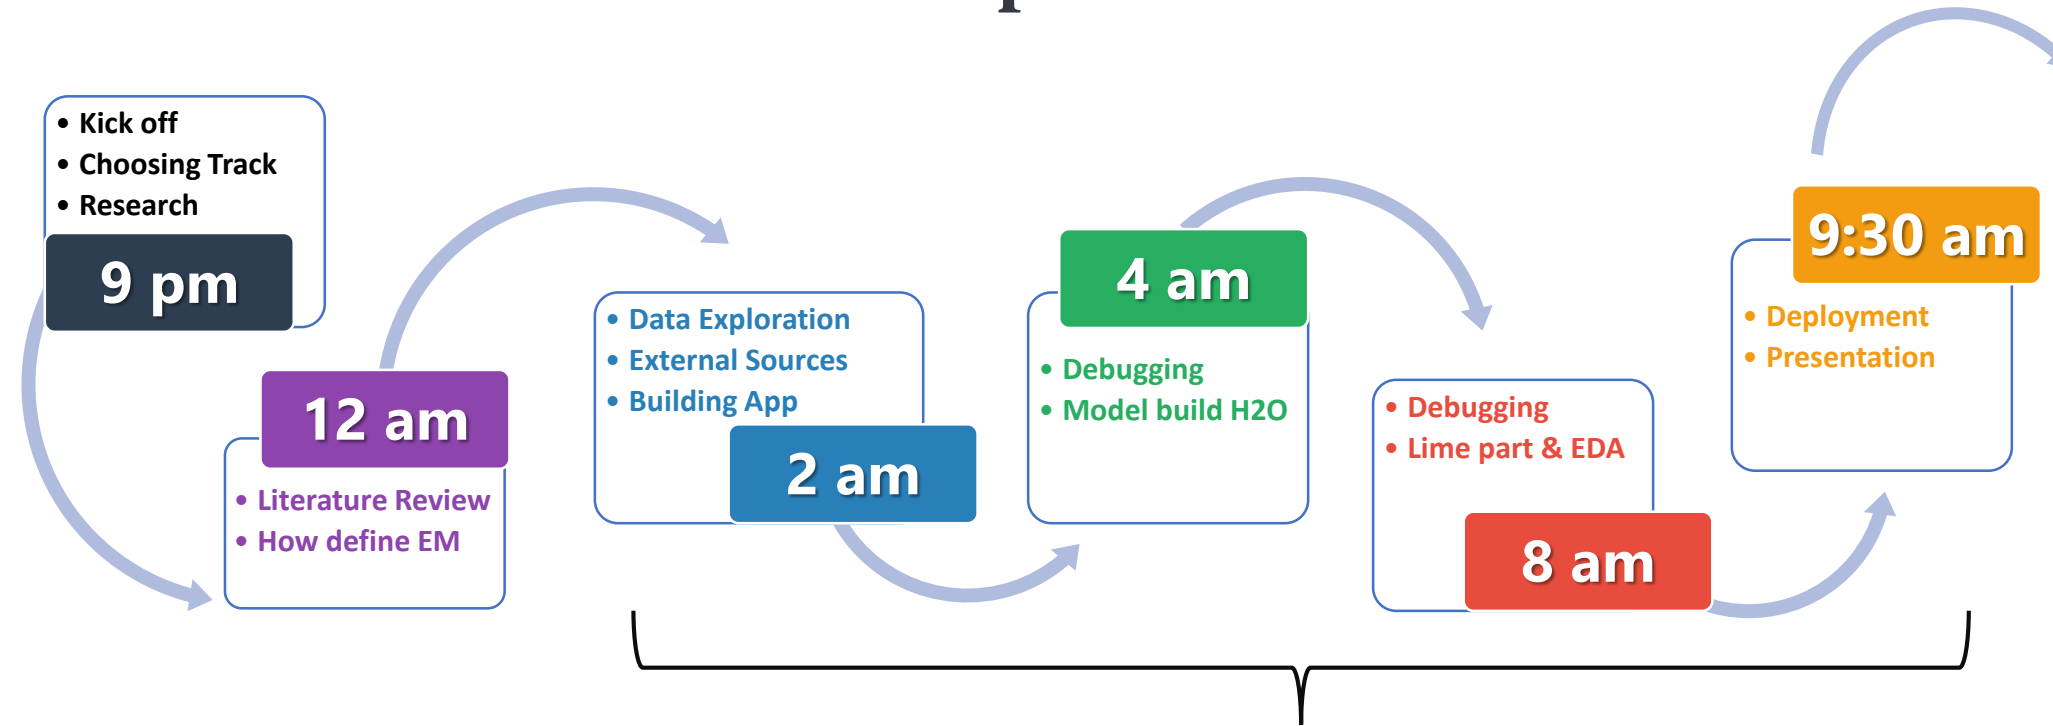 • Kick off
• Choosing Track
• Research
9 pm
12 am
• Literature Review
• How define EM
• Data Exploration
• External Sources
• Building App
2 am
4 am
• Debugging
• Model build H2O
• Debugging
• Lime part & EDA
8 am
9:30 am
• Deployment
• Presentation